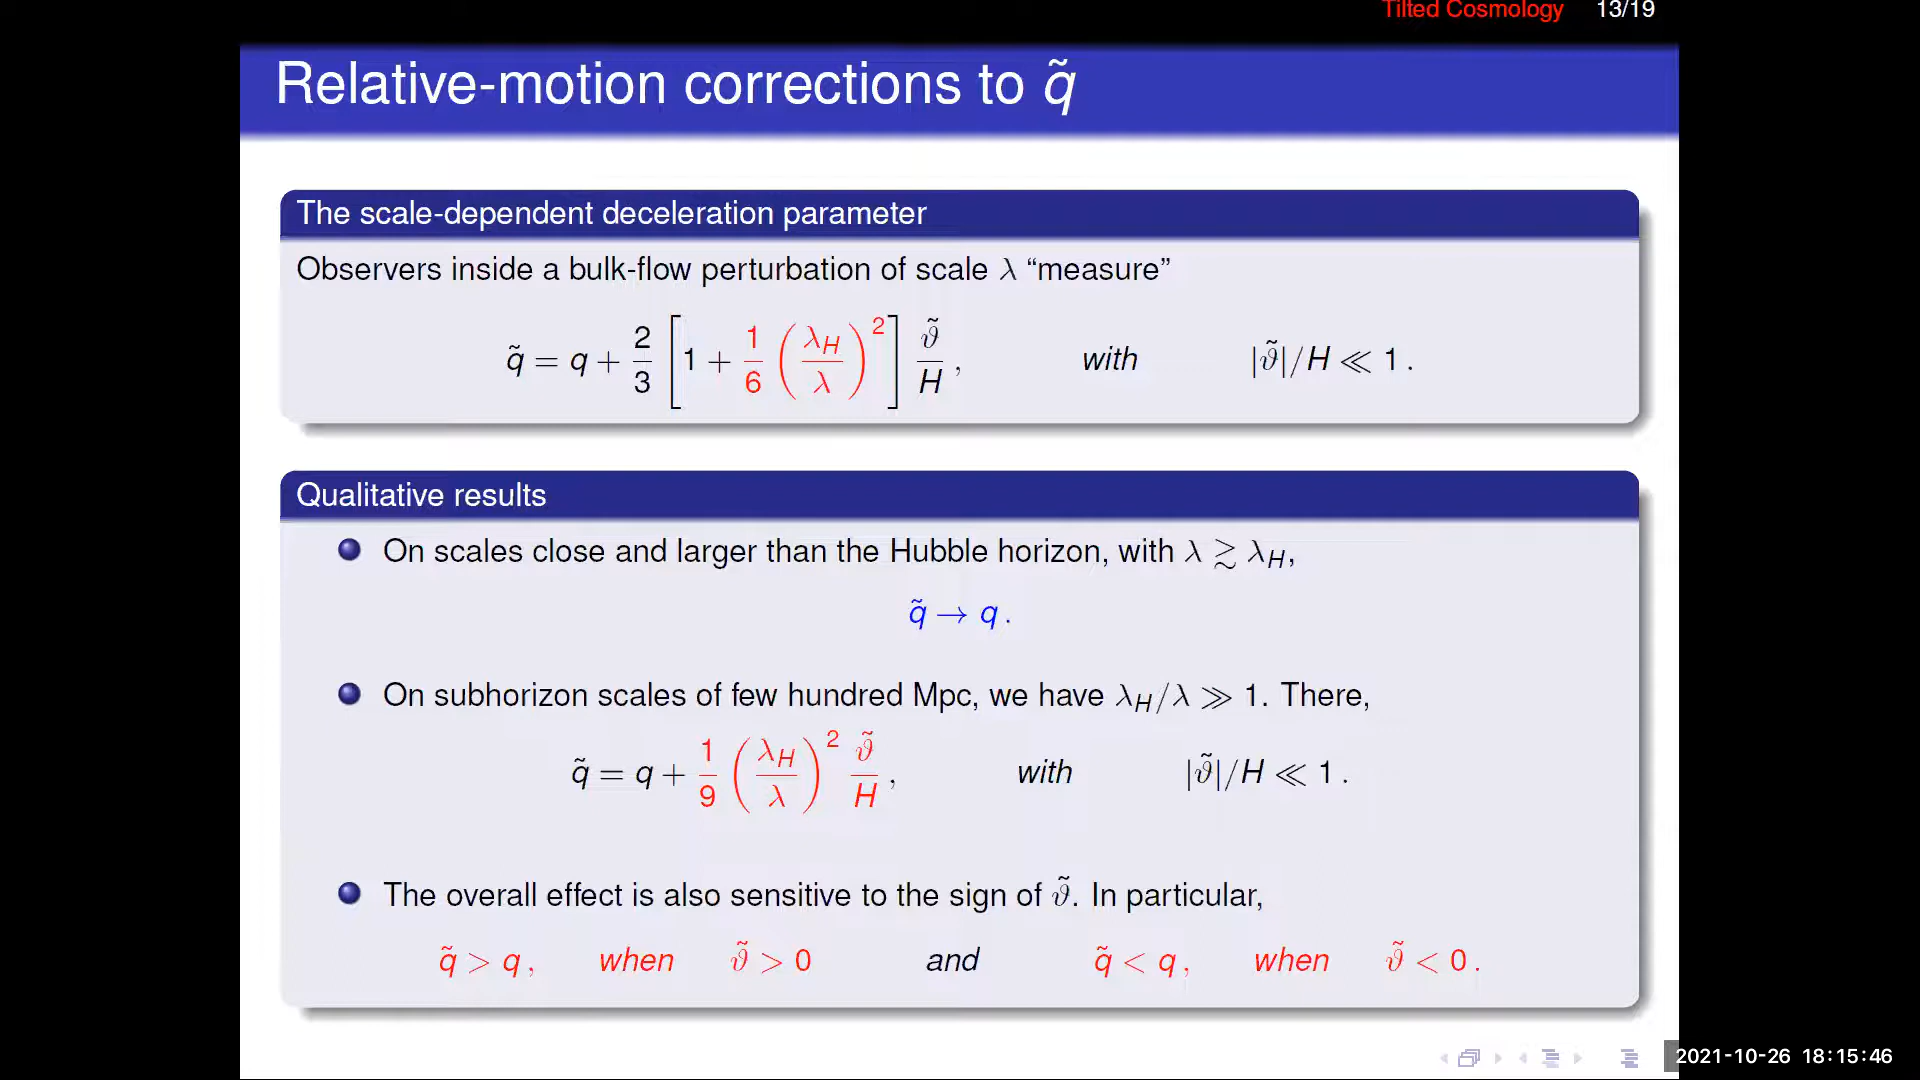 Tilted Cosmology 13/19
Relative-motion corrections to q̃
The scale-dependent deceleration parameter
Observers inside a bulk-flow perturbation of scale λ “measure”
q̃ = q + 2/3 [1 + 1/6 (λ_H/λ)²] ϑ̃/H , with |ϑ̃|/H ≪ 1 .
Qualitative results
On scales close and larger than the Hubble horizon, with λ ≳ λ_H,
q̃ → q .
On subhorizon scales of few hundred Mpc, we have λ_H/λ ≫ 1. There,
q̃ = q + 1/9 (λ_H/λ)² ϑ̃/H , with |ϑ̃|/H ≪ 1 .
The overall effect is also sensitive to the sign of ϑ̃. In particular,
q̃ > q , when ϑ̃ > 0 and q̃ < q , when ϑ̃ < 0 .
2021-10-26 18:15:46